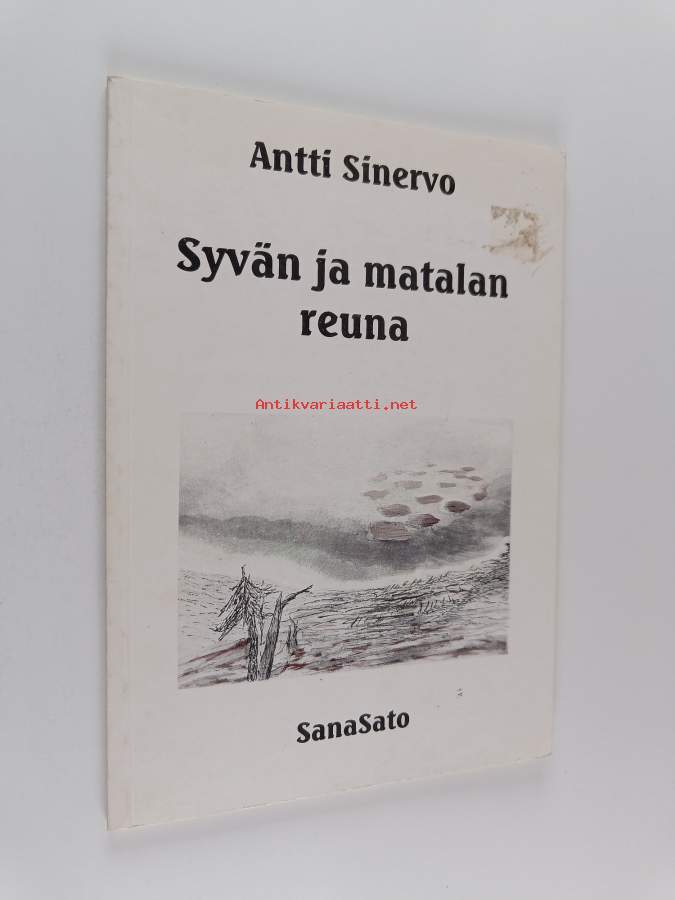 Antti Sinervo
Syvän ja matalan
reuna
Antikvariaatti.net
SanaSato